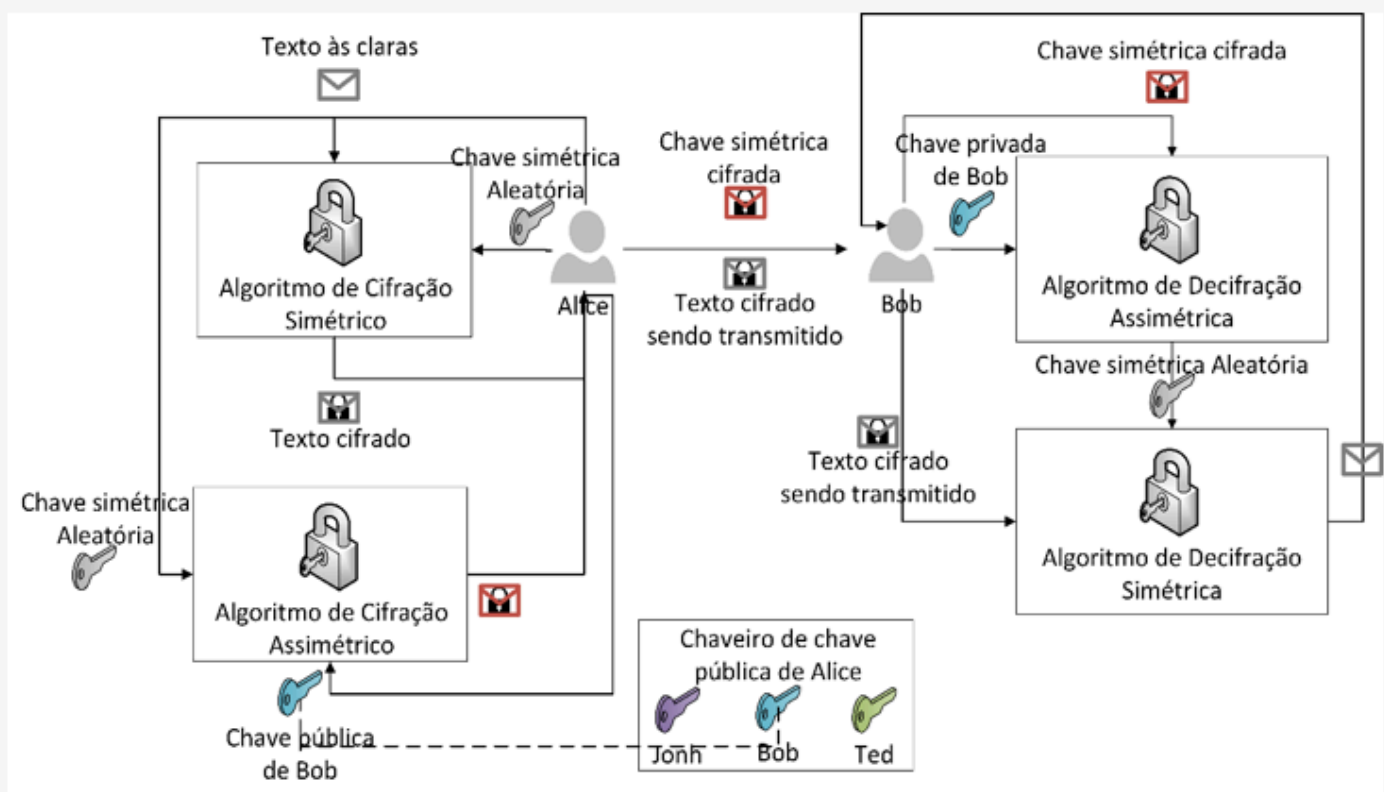 Texto às claras
Chave simétrica
Aleatória
Algoritmo de Cifração
Simétrico
Alice
Texto cifrado
Chave simétrica
Aleatória
Algoritmo de Cifração
Assimétrico
Chave pública
de Bob
Chave simétrica
cifrada
Texto cifrado
sendo transmitido
Chaveiro de chave
pública de Alice
Jonh
Bob
Ted
Bob
Chave simétrica cifrada
Chave privada
de Bob
Algoritmo de Decifração
Assimétrica
Chave simétrica Aleatória
Texto cifrado
sendo transmitido
Algoritmo de Decifração
Simétrica